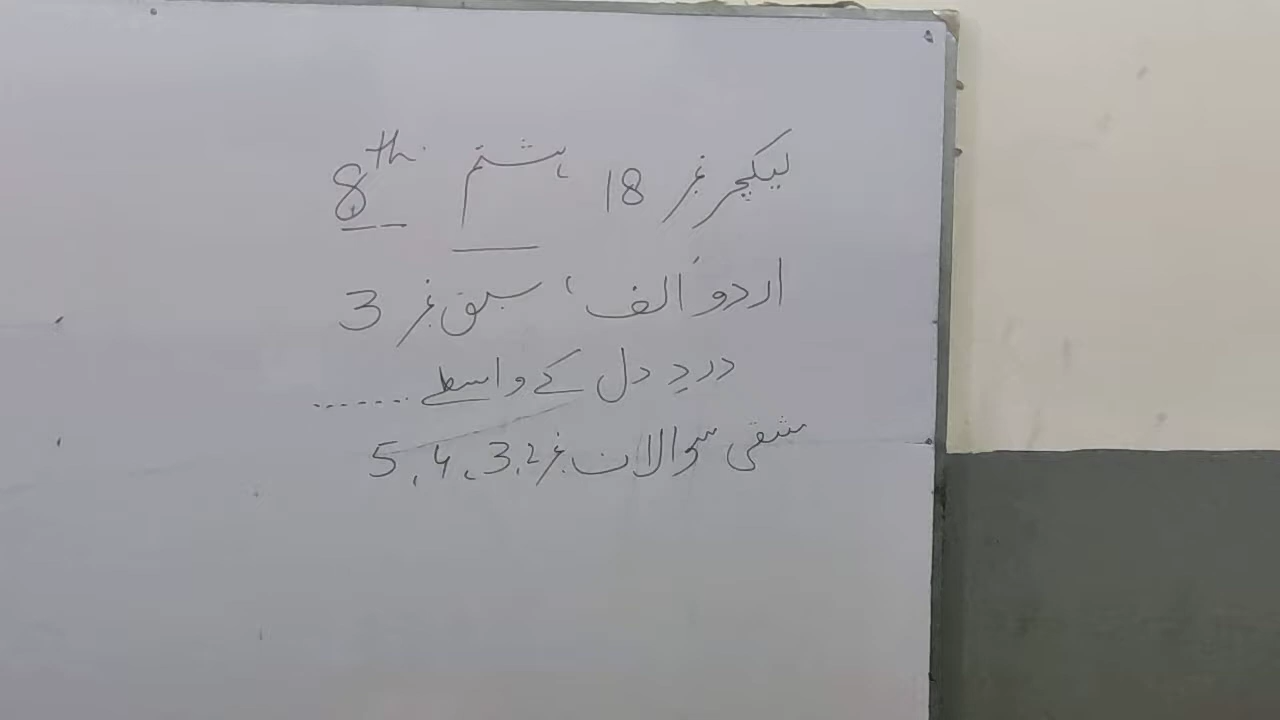 لیکچر نمبر 18 ہشتم 8th
اردو 'الف' سبق نمبر 3
دردِ دل کے واسطے .......
مشقی سوالات نمبر 2، 3، 4، 5